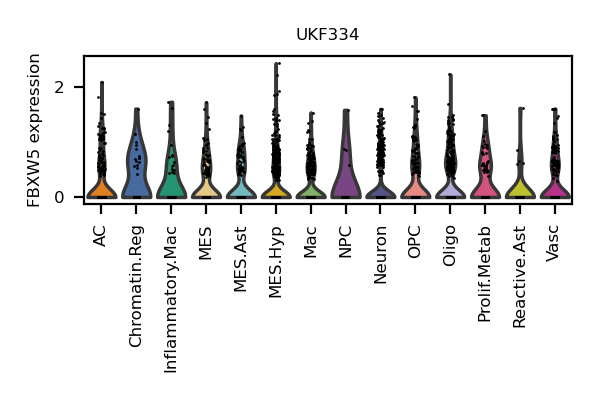 UKF334
FBXW5 expression
2
0
AC
Chromatin.Reg
Inflammatory.Mac
MES
MES.Ast
MES.Hyp
Mac
NPC
Neuron
OPC
Oligo
Prolif.Metab
Reactive.Ast
Vasc